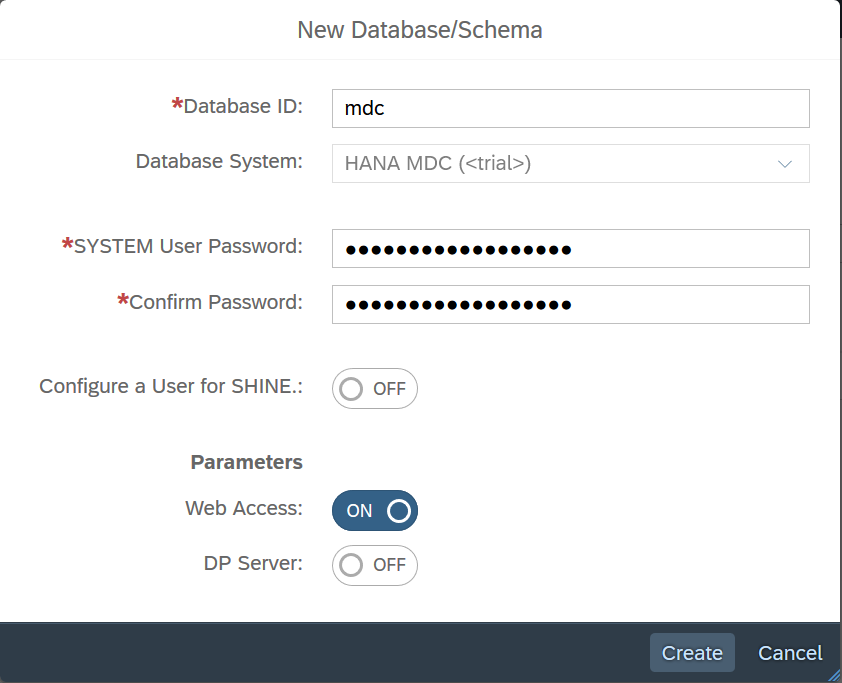 New Database/Schema
*Database ID:
mdc
Database System:
HANA MDC (<trial>)
*SYSTEM User Password:
••••••••••••••••••
*Confirm Password:
••••••••••••••••••
Configure a User for SHINE.:
OFF
Parameters
Web Access:
ON
DP Server:
OFF
Create Cancel